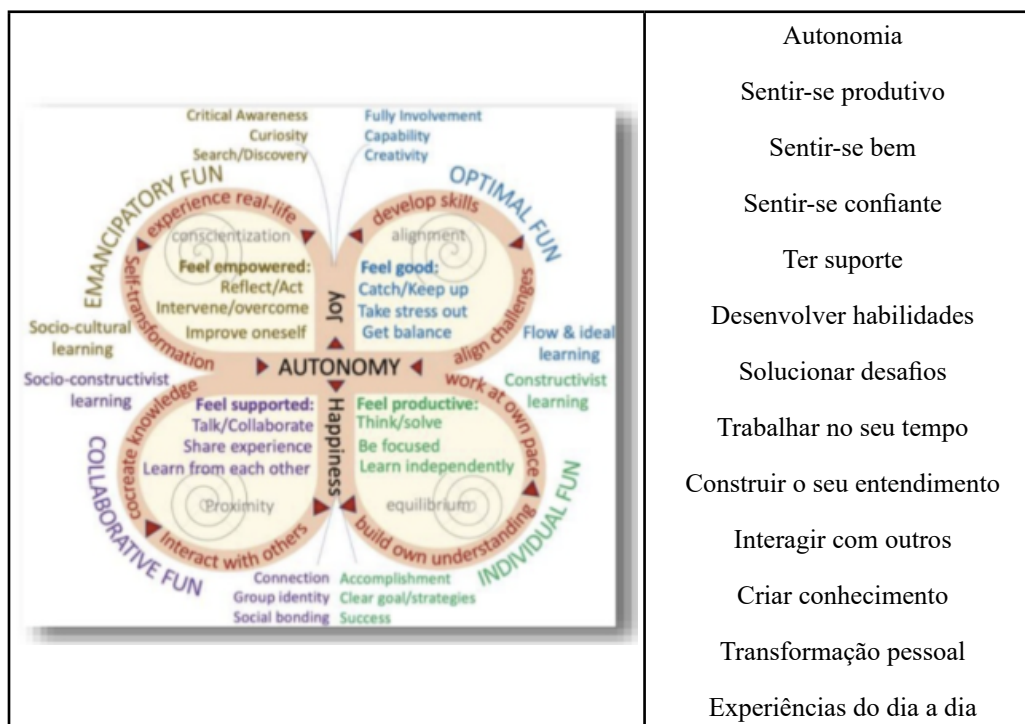 Critical Awareness
Curiosity
Search/Discovery
Fully Involvement
Capability
Creativity
EMANCIPATORY FUN
experience real-life
Self-transformation
conscientization
Feel empowered:
Reflect/Act
Intervene/overcome
Improve oneself
Socio-cultural
learning
OPTIMAL FUN
develop skills
align challenges
alignment
Feel good:
Catch/Keep up
Take stress out
Get balance
Flow & ideal
learning
Joy
AUTONOMY
Happiness
Socio-constructivist
learning
cocreate knowledge
Feel supported:
Talk/Collaborate
Share experience
Learn from each other
Proximity
Interact with others
COLLABORATIVE FUN
Connection
Group identity
Social bonding
Constructivist
learning
work at own pace
Feel productive:
Think/solve
Be focused
Learn independently
equilibrium
build own understanding
INDIVIDUAL FUN
Accomplishment
Clear goal/strategies
Success
Autonomia
Sentir-se produtivo
Sentir-se bem
Sentir-se confiante
Ter suporte
Desenvolver habilidades
Solucionar desafios
Trabalhar no seu tempo
Construir o seu entendimento
Interagir com outros
Criar conhecimento
Transformação pessoal
Experiências do dia a dia